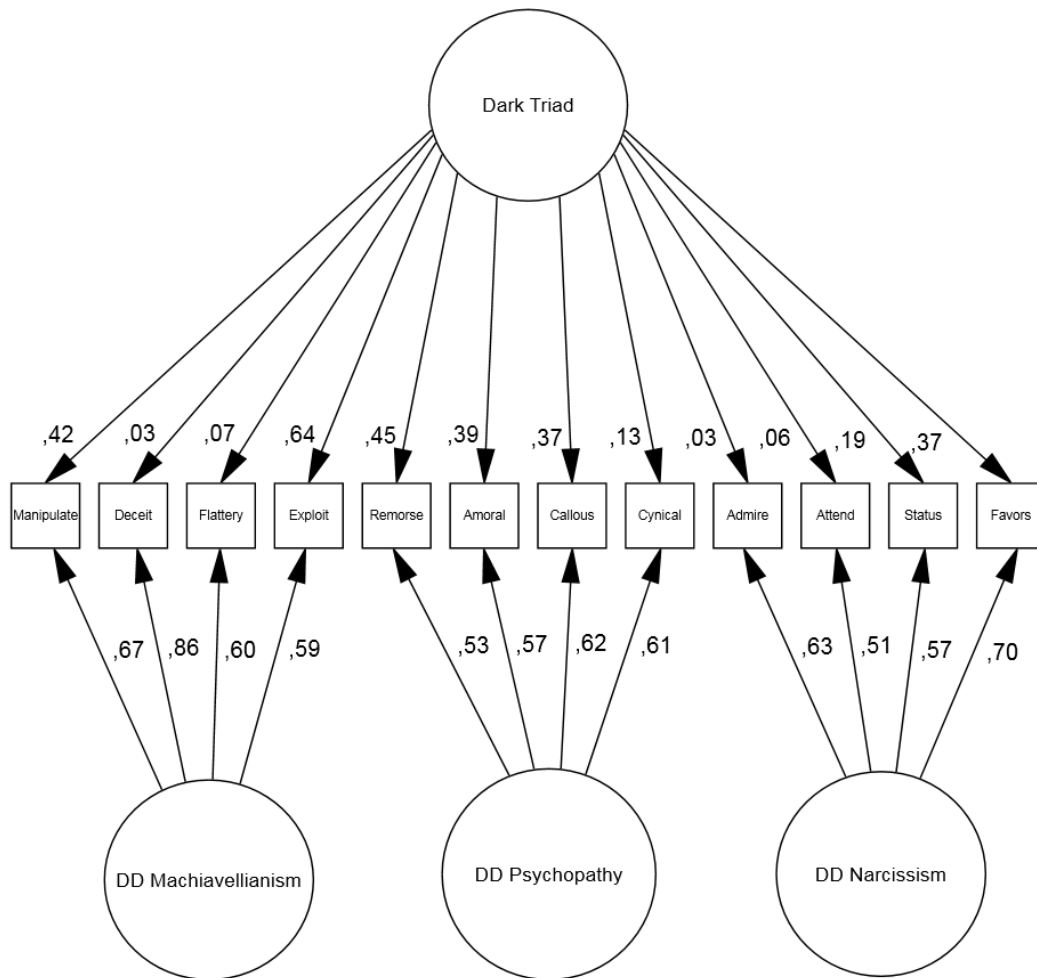 Dark Triad
,42 ,03 ,07 ,64 ,45 ,39 ,37 ,13 ,03 ,06 ,19 ,37
Manipulate Deceit Flattery Exploit Remorse Amoral Callous Cynical Admire Attend Status Favors
,67 ,86 ,60 ,59 ,53 ,57 ,62 ,61 ,63 ,51 ,57 ,70
DD Machiavellianism DD Psychopathy DD Narcissism